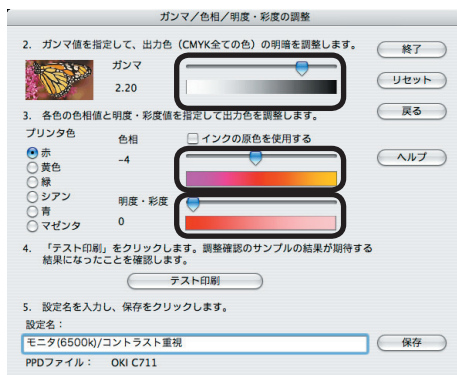 ガンマ／色相／明度・彩度の調整
2. ガンマ値を指定して、出力色（CMYK全ての色）の明暗を調整します。
終了
ガンマ
2.20
リセット
戻る
3. 各色の色相値と明度・彩度値を指定して出力色を調整します。
プリンタ色
色相
インクの原色を使用する
赤
-4
ヘルプ
黄色
緑
シアン
明度・彩度
青
0
マゼンタ
4. 「テスト印刷」をクリックします。調整確認のサンプルの結果が期待する
結果になったことを確認します。
テスト印刷
5. 設定名を入力し、保存をクリックします。
設定名：
モニタ(6500k)/コントラスト重視
保存
PPDファイル： OKI C711